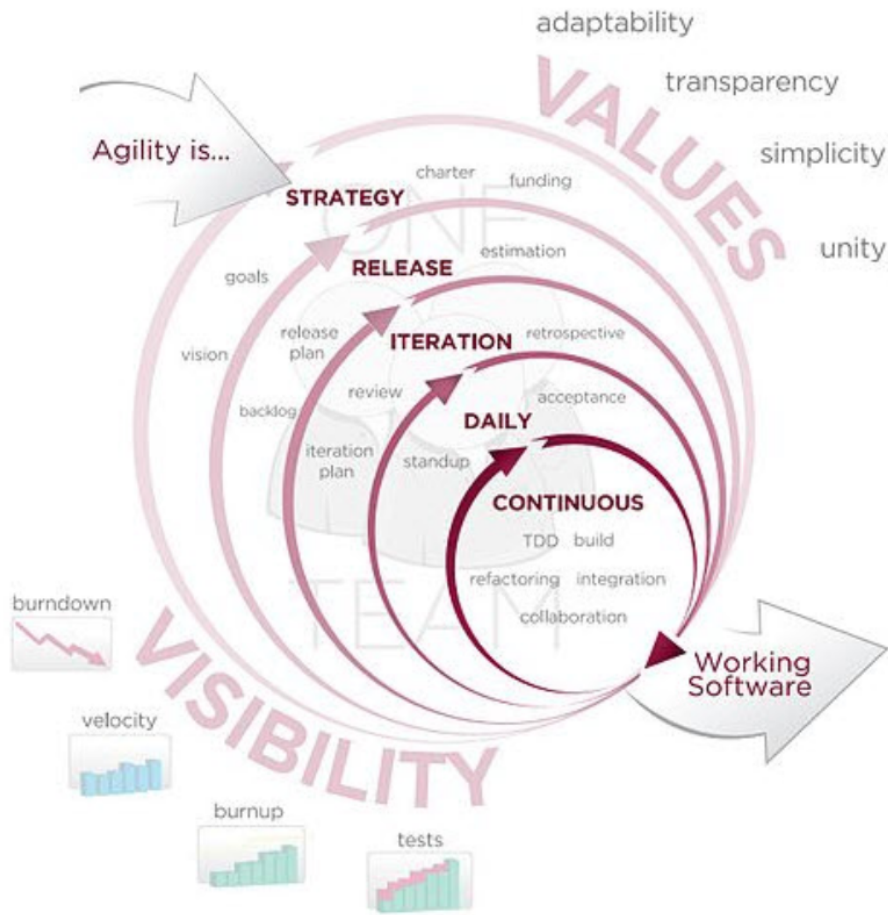 adaptability
VALUES
transparency
Agility is...
simplicity
charter
funding
STRATEGY
ONE
unity
estimation
goals
RELEASE
release
plan
retrospective
ITERATION
vision
review
acceptance
backlog
DAILY
iteration
plan
standup
CONTINUOUS
TDD build
refactoring integration
TEAM
collaboration
burndown
VISIBILITY
Working
Software
velocity
burnup
tests